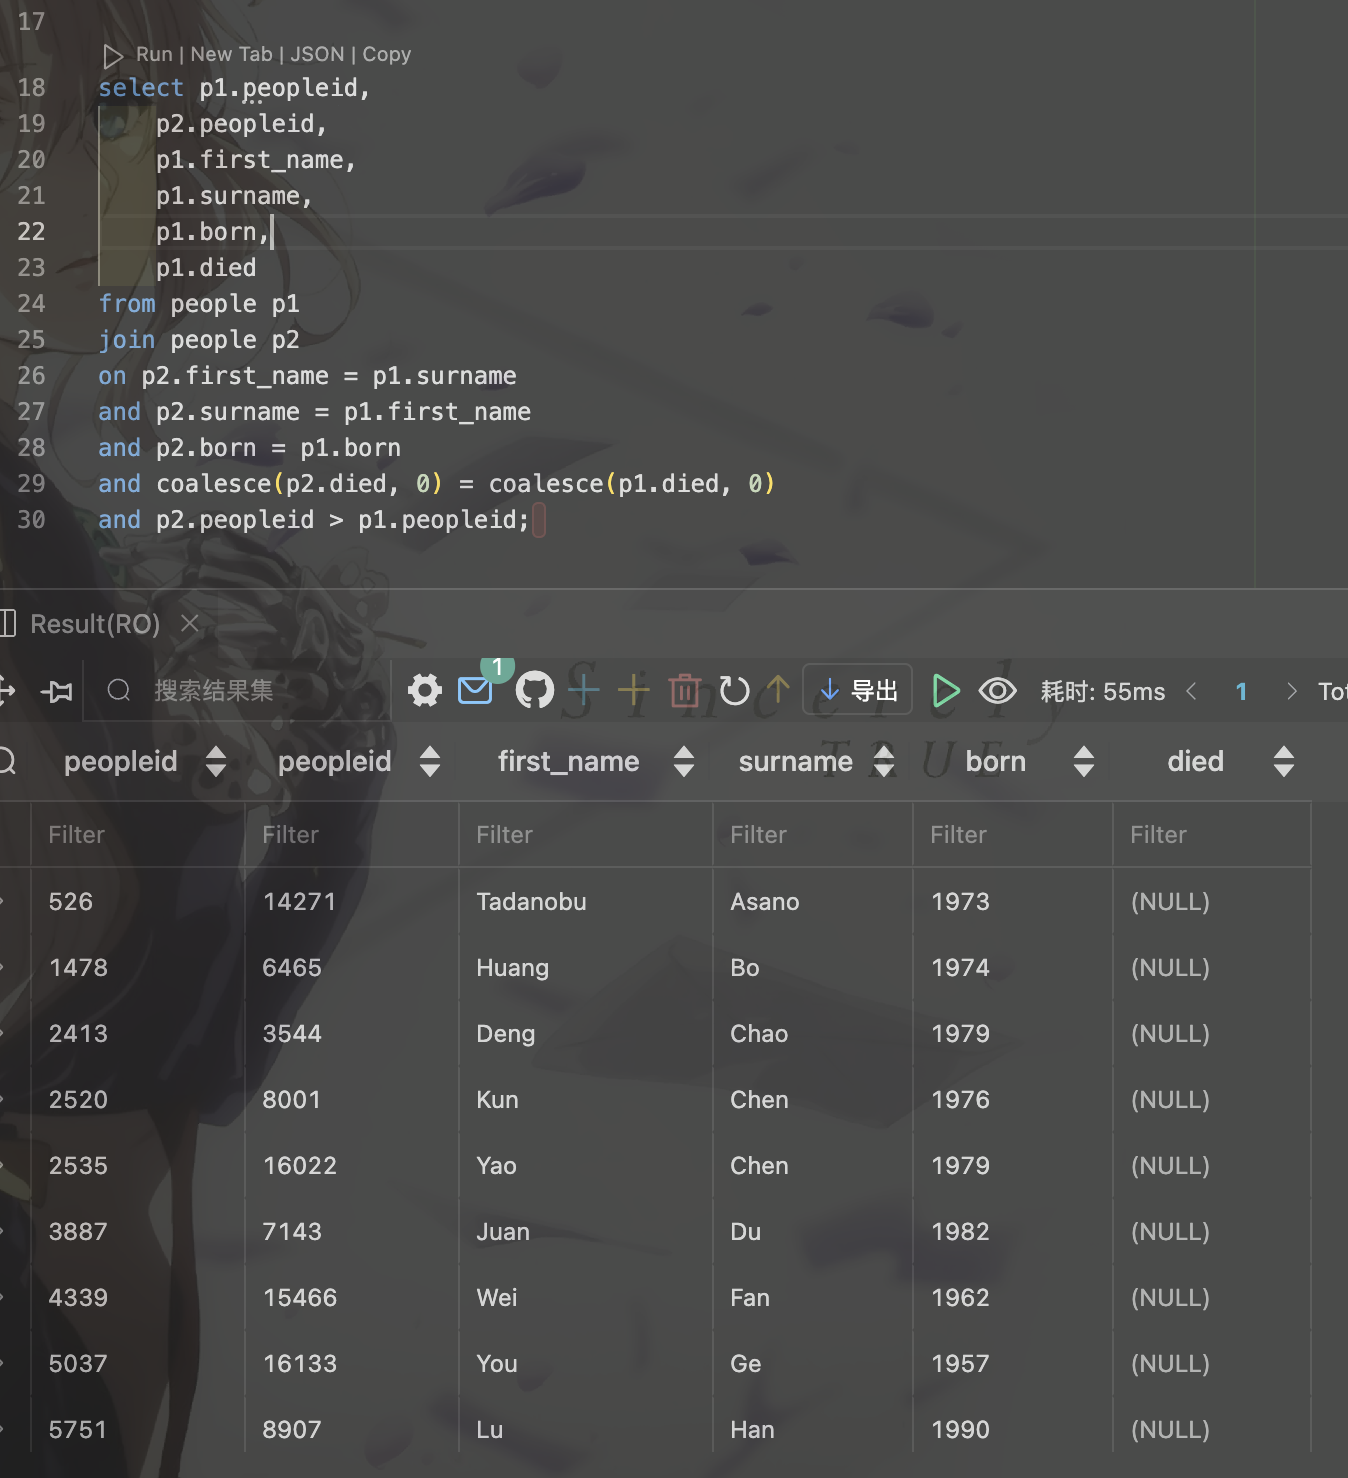 17
Run | New Tab | JSON | Copy
18 select p1.peopleid,
19 p2.peopleid,
20 p1.first_name,
21 p1.surname,
22 p1.born,
23 p1.died
24 from people p1
25 join people p2
26 on p2.first_name = p1.surname
27 and p2.surname = p1.first_name
28 and p2.born = p1.born
29 and coalesce(p2.died, 0) = coalesce(p1.died, 0)
30 and p2.peopleid > p1.peopleid;
Result(RO)
搜索结果集 1 导出 耗时: 55ms 1 Tot
Sincerely
TRUE
peopleid peopleid first_name surname born died
Filter Filter Filter Filter Filter Filter
526 14271 Tadanobu Asano 1973 (NULL)
1478 6465 Huang Bo 1974 (NULL)
2413 3544 Deng Chao 1979 (NULL)
2520 8001 Kun Chen 1976 (NULL)
2535 16022 Yao Chen 1979 (NULL)
3887 7143 Juan Du 1982 (NULL)
4339 15466 Wei Fan 1962 (NULL)
5037 16133 You Ge 1957 (NULL)
5751 8907 Lu Han 1990 (NULL)